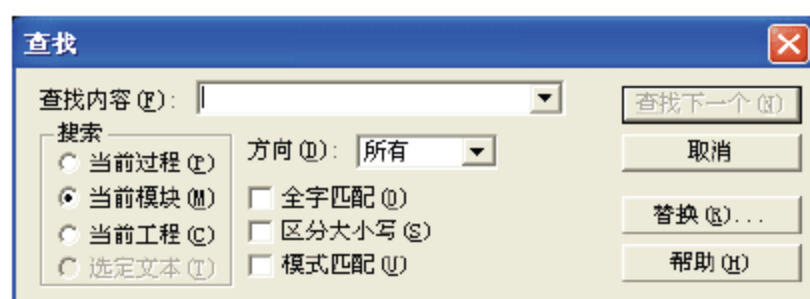 查找
查找内容(F):
查找下一个(N)
搜索
当前过程(P)
方向(D): 所有
取消
当前模块(M)
全字匹配(O)
替换(R)...
当前工程(C)
区分大小写(S)
选定文本(T)
模式匹配(U)
帮助(H)